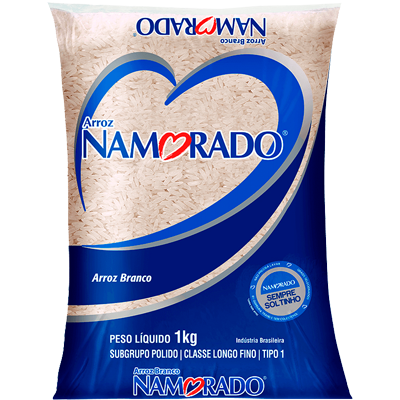 NAMORADO
Arroz Branco
Arroz
NAMORADO®
Arroz Branco
NAMORADO
SEMPRE
SOLTINHO
PESO LÍQUIDO 1kg
Indústria Brasileira
SUBGRUPO POLIDO | CLASSE LONGO FINO | TIPO 1
Arroz Branco
NAMORADO